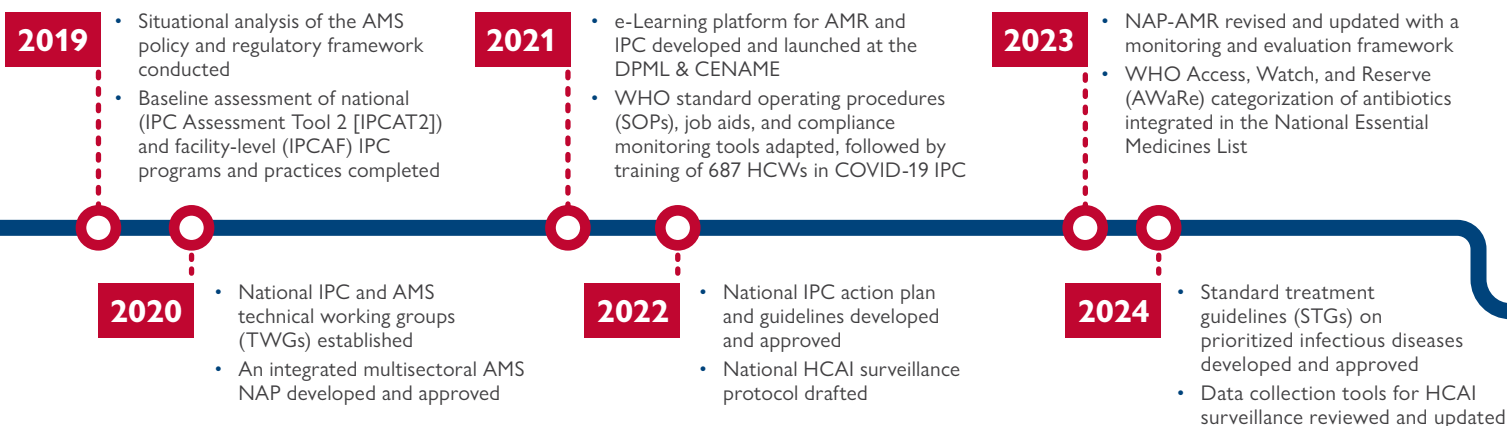 2019
• Situational analysis of the AMS
policy and regulatory framework
conducted
• Baseline assessment of national
(IPC Assessment Tool 2 [IPCAT2])
and facility-level (IPCAF) IPC
programs and practices completed
2020
• National IPC and AMS
technical working groups
(TWGs) established
• An integrated multisectoral AMS
NAP developed and approved
2021
• e-Learning platform for AMR and
IPC developed and launched at the
DPML & CENAME
• WHO standard operating procedures
(SOPs), job aids, and compliance
monitoring tools adapted, followed by
training of 687 HCWs in COVID-19 IPC
2022
• National IPC action plan
and guidelines developed
and approved
• National HCAI surveillance
protocol drafted
2023
• NAP-AMR revised and updated with a
monitoring and evaluation framework
• WHO Access, Watch, and Reserve
(AWaRe) categorization of antibiotics
integrated in the National Essential
Medicines List
2024
• Standard treatment
guidelines (STGs) on
prioritized infectious diseases
developed and approved
• Data collection tools for HCAI
surveillance reviewed and updated